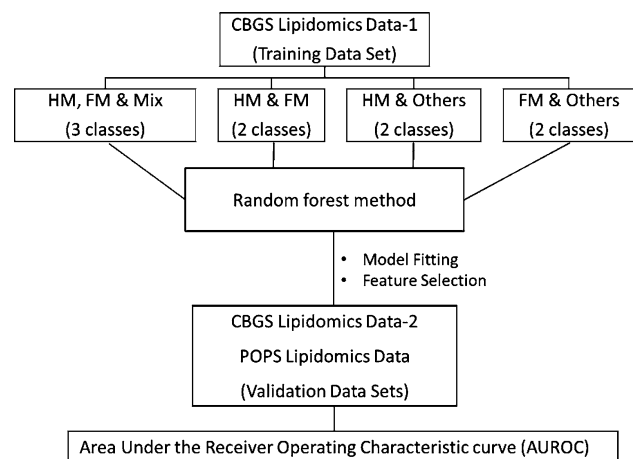 CBGS Lipidomics Data-1
(Training Data Set)
HM, FM & Mix
(3 classes)
HM & FM
(2 classes)
HM & Others
(2 classes)
FM & Others
(2 classes)
Random forest method
• Model Fitting
• Feature Selection
CBGS Lipidomics Data-2
POPS Lipidomics Data
(Validation Data Sets)
Area Under the Receiver Operating Characteristic curve (AUROC)